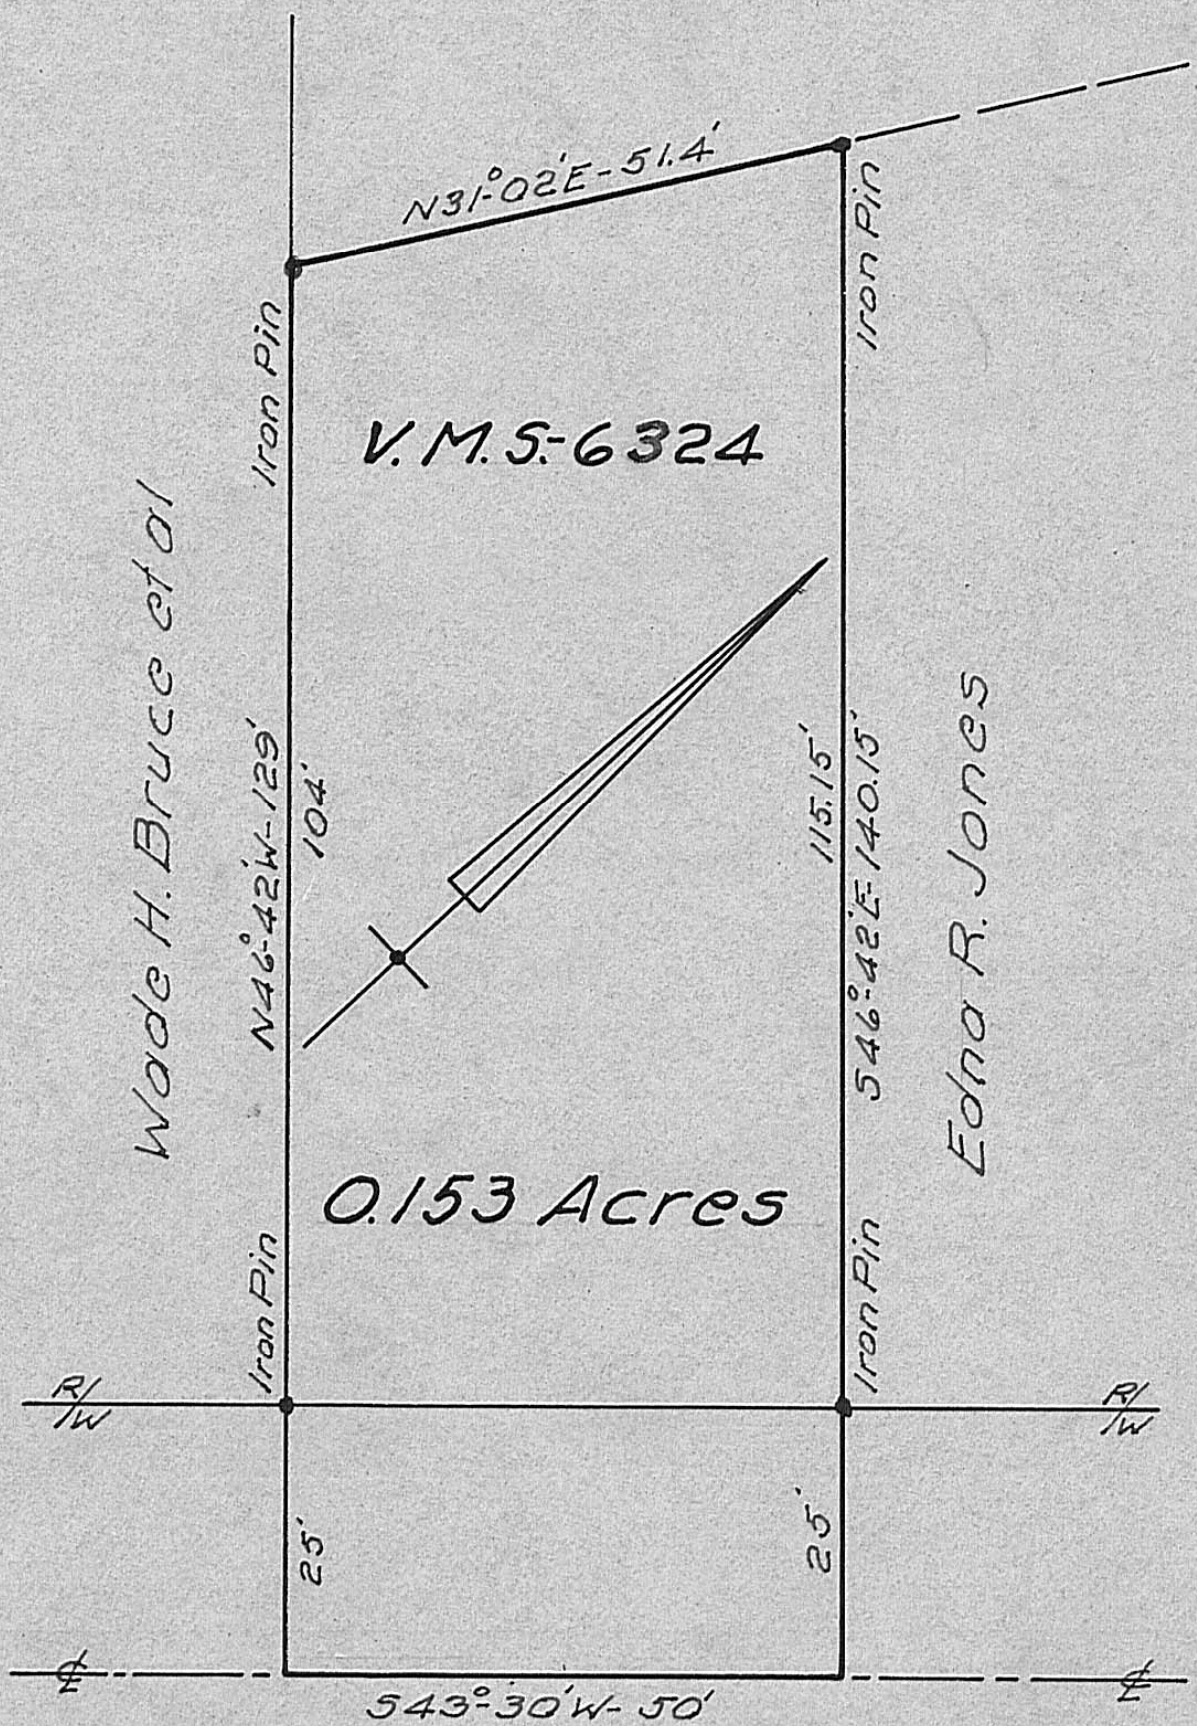 N31°-02'E-51.4'
Iron Pin
Iron Pin
V.M.S.-6324
Wade H. Bruce et al
N46°-42'W-129'
104'
115.15'
S46°-42'E-140.15'
Edna R. Jones
0.153 Acres
Iron Pin
Iron Pin
R/W
R/W
25'
25'
℄
℄
S43°-30'W-50'